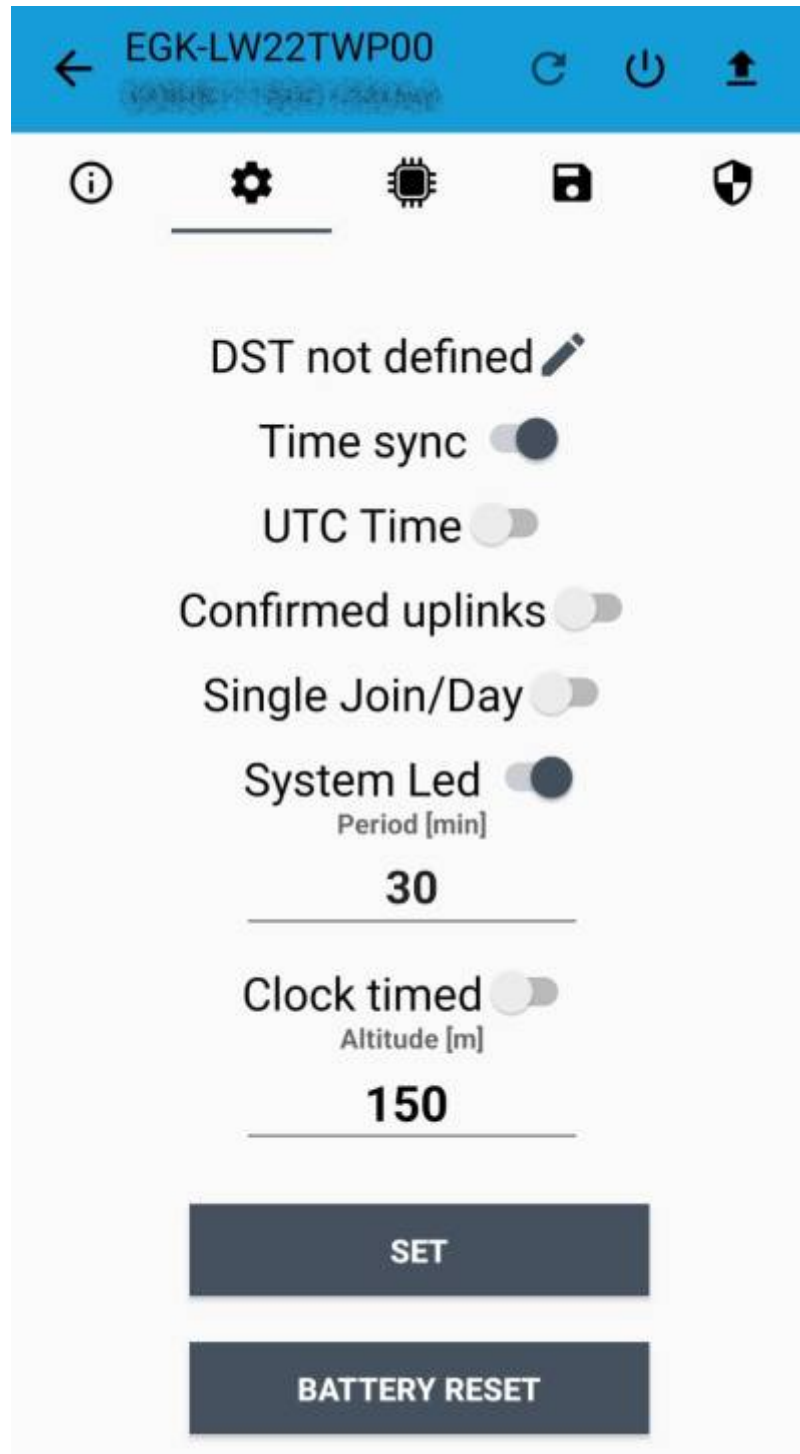 EGK-LW22TWP00
DST not defined
Time sync
UTC Time
Confirmed uplinks
Single Join/Day
System Led
Period [min]
30
Clock timed
Altitude [m]
150
SET
BATTERY RESET